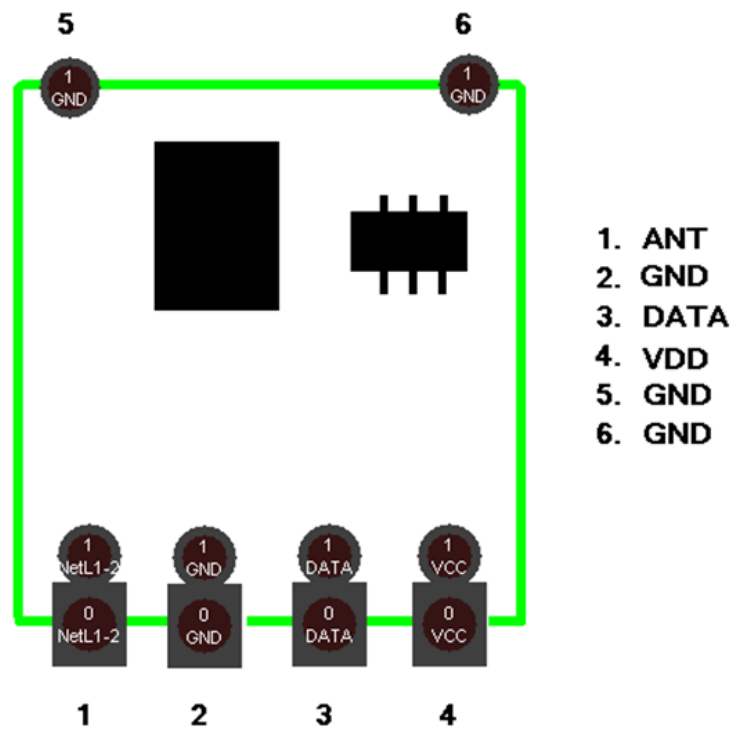 5 6
1 1
GND GND
1. ANT
2. GND
3. DATA
4. VDD
5. GND
6. GND
1 1 1 1
NetL1-2 GND DATA VCC
0 0 0 0
NetL1-2 GND DATA VCC
1 2 3 4